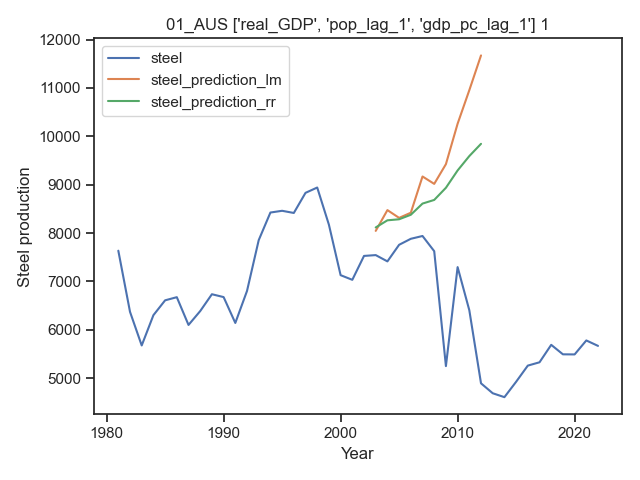 01_AUS ['real_GDP', 'pop_lag_1', 'gdp_pc_lag_1'] 1
steel
steel_prediction_lm
steel_prediction_rr
Steel production
12000
11000
10000
9000
8000
7000
6000
5000
1980
1990
2000
2010
2020
Year